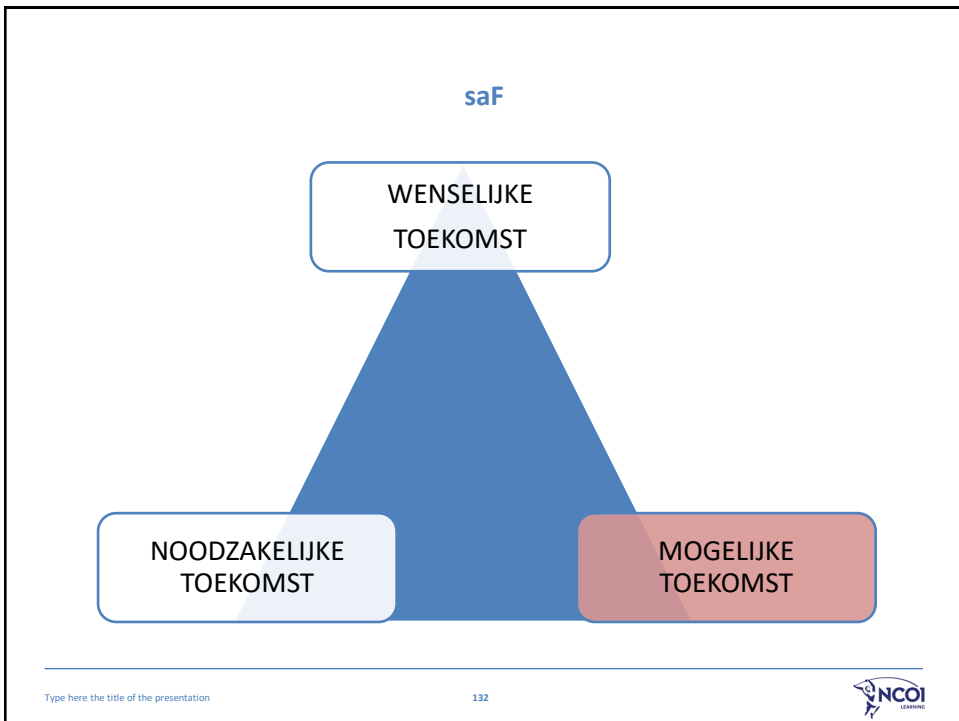 saF
WENSELIJKE
TOEKOMST
NOODZAKELIJKE
TOEKOMST
MOGELIJKE
TOEKOMST
Type here the title of the presentation
132
NCOI
LEARNING